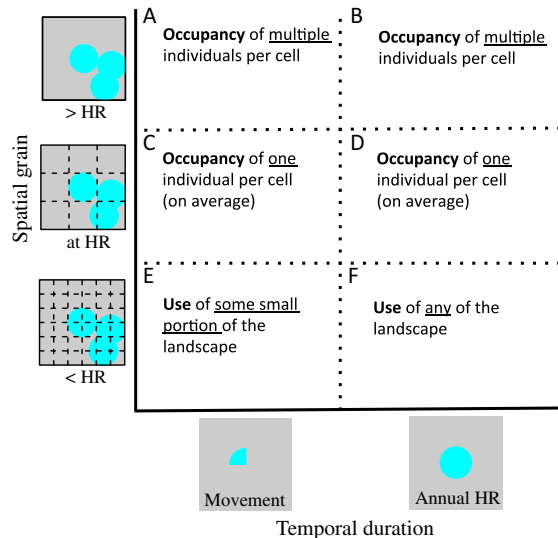 A
Occupancy of multiple
individuals per cell
B
Occupancy of multiple
individuals per cell
> HR
C
Occupancy of one
individual per cell
(on average)
D
Occupancy of one
individual per cell
(on average)
at HR
Spatial grain
E
Use of some small
portion of the
landscape
F
Use of any of the
landscape
< HR
Movement
Annual HR
Temporal duration